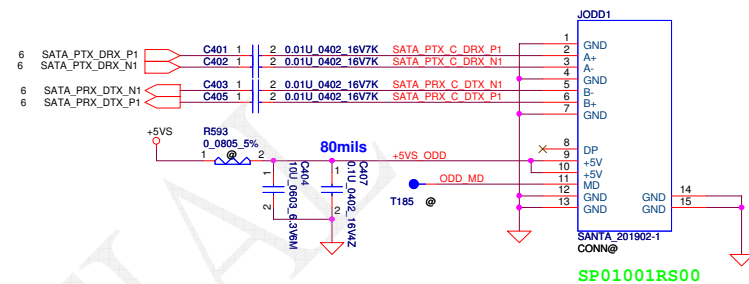 JODD1
1 GND
6 SATA_PTX_DRX_P1 C401 1 2 0.01U_0402_16V7K SATA_PTX_C_DRX_P1 2 A+
6 SATA_PTX_DRX_N1 C402 1 2 0.01U_0402_16V7K SATA_PTX_C_DRX_N1 3 A-
4 GND
6 SATA_PRX_DTX_N1 C403 1 2 0.01U_0402_16V7K SATA_PRX_C_DTX_N1 5 B-
6 SATA_PRX_DTX_P1 C405 1 2 0.01U_0402_16V7K SATA_PRX_C_DTX_P1 6 B+
7 GND
+5VS R593
0_0805_5%
1 2
@
80mils
+5VS_ODD
8 DP
9 +5V
10 +5V
ODD_MD 11 MD
12 GND
13 GND
GND 14
GND 15
1 2 C404
10U_0603_6.3V6M
1 2 C407
0.1U_0402_16V4Z
T185 @
SANTA_201902-1
CONN@
SP01001RS00